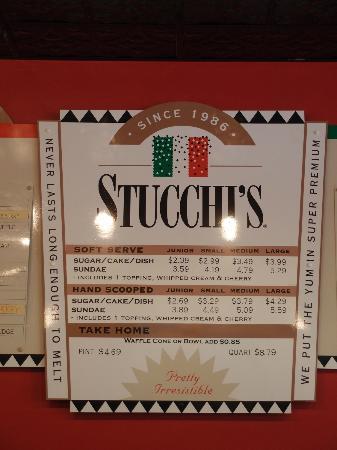 SINCE 1986
STUCCHI'S
NEVER LASTS LONG ENOUGH TO MELT
WE PUT THE YUM IN SUPER PREMIUM
SOFT SERVE JUNIOR SMALL MEDIUM LARGE
SUGAR/CAKE/DISH $2.39 $2.99 $3.49 $3.99
SUNDAE 3.59 4.19 4.79 5.29
• INCLUDES 1 TOPPING, WHIPPED CREAM & CHERRY
HAND SCOOPED JUNIOR SMALL MEDIUM LARGE
SUGAR/CAKE/DISH $2.69 $3.29 $3.79 $4.29
SUNDAE 3.89 4.49 5.09 5.59
• INCLUDES 1 TOPPING, WHIPPED CREAM & CHERRY
TAKE HOME
WAFFLE CONE OR BOWL ADD $0.85
PINT $4.69 QUART $8.79
Pretty
Irresistible